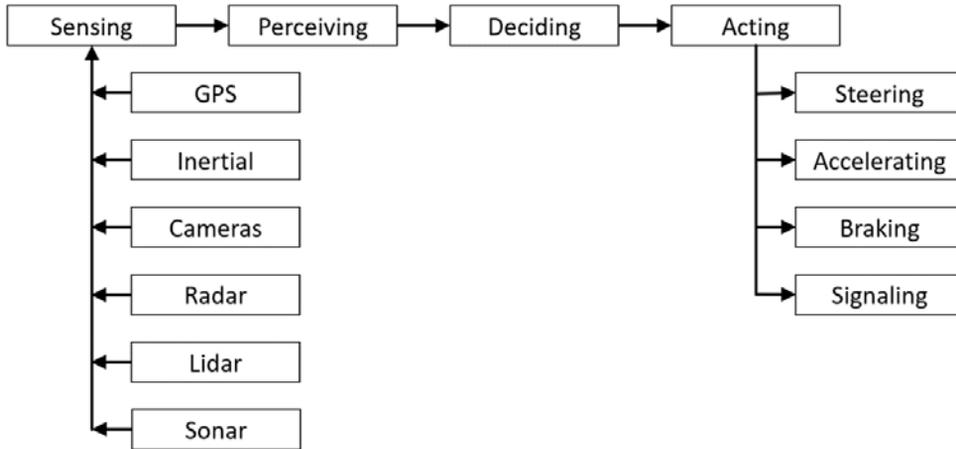 Sensing
Perceiving
Deciding
Acting
GPS
Inertial
Cameras
Radar
Lidar
Sonar
Steering
Accelerating
Braking
Signaling